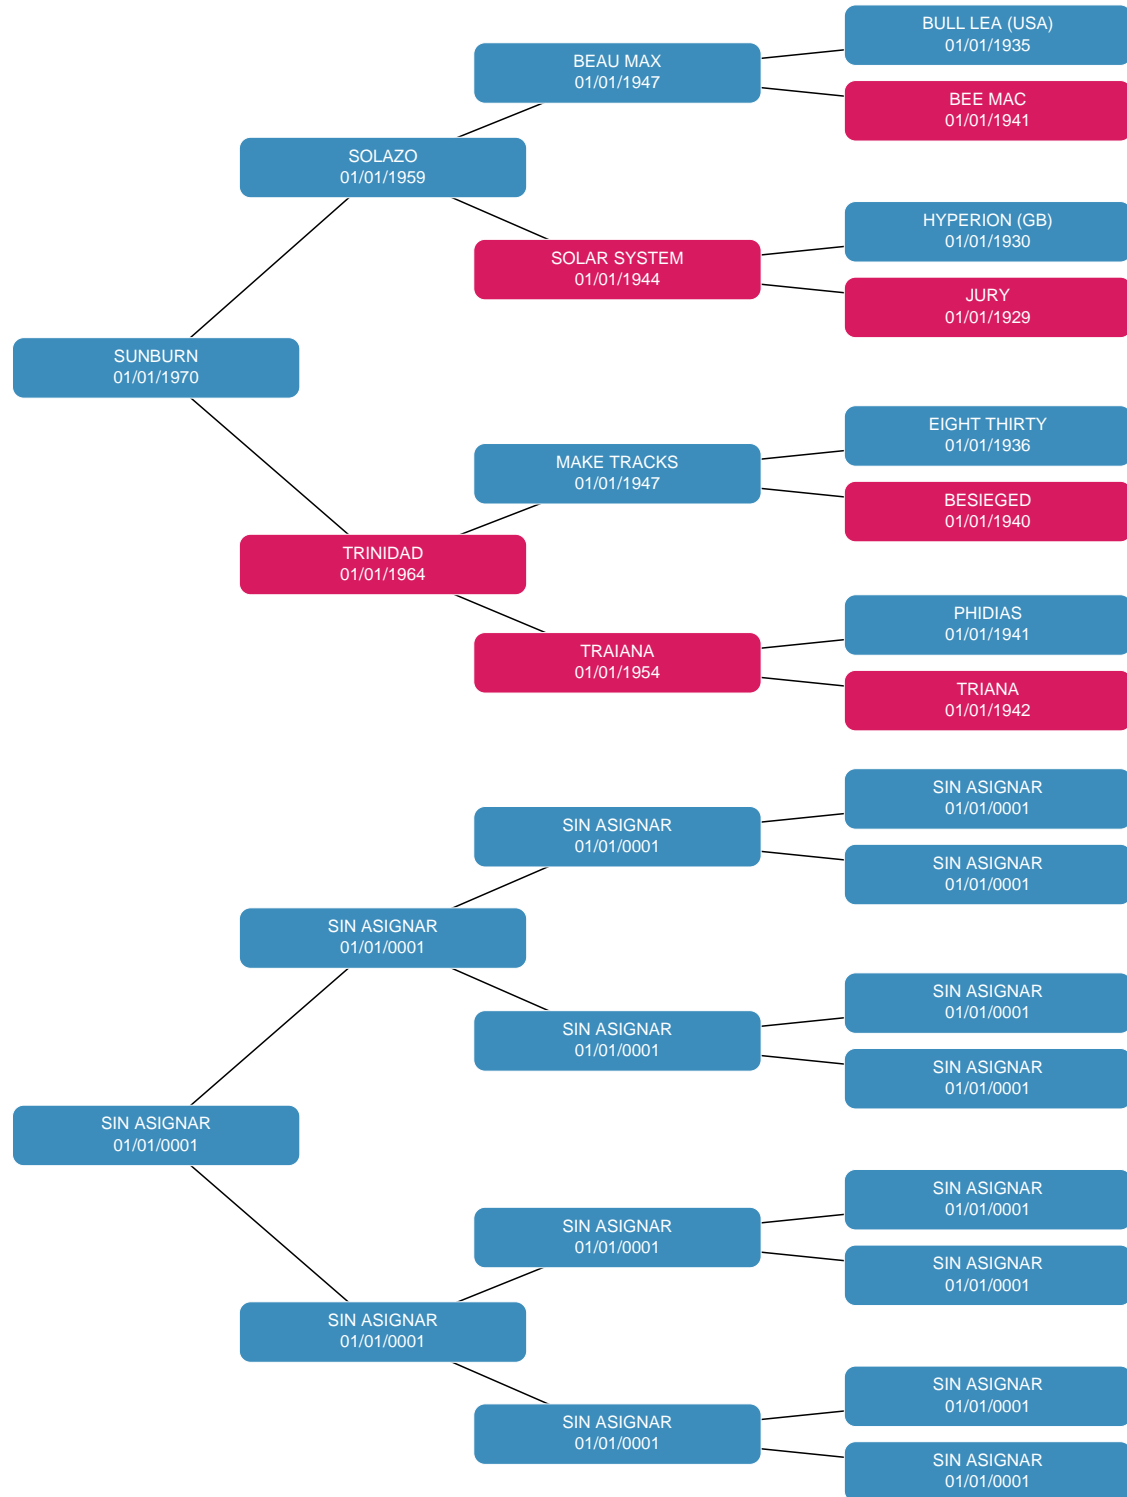 BULL LEA (USA)
01/01/1935
BEAU MAX
01/01/1947
BEE MAC
01/01/1941
SOLAZO
01/01/1959
HYPERION (GB)
01/01/1930
SOLAR SYSTEM
01/01/1944
JURY
01/01/1929
SUNBURN
01/01/1970
EIGHT THIRTY
01/01/1936
MAKE TRACKS
01/01/1947
BESIEGED
01/01/1940
TRINIDAD
01/01/1964
PHIDIAS
01/01/1941
TRAIANA
01/01/1954
TRIANA
01/01/1942
SIN ASIGNAR
01/01/0001
SIN ASIGNAR
01/01/0001
SIN ASIGNAR
01/01/0001
SIN ASIGNAR
01/01/0001
SIN ASIGNAR
01/01/0001
SIN ASIGNAR
01/01/0001
SIN ASIGNAR
01/01/0001
SIN ASIGNAR
01/01/0001
SIN ASIGNAR
01/01/0001
SIN ASIGNAR
01/01/0001
SIN ASIGNAR
01/01/0001
SIN ASIGNAR
01/01/0001
SIN ASIGNAR
01/01/0001
SIN ASIGNAR
01/01/0001
SIN ASIGNAR
01/01/0001